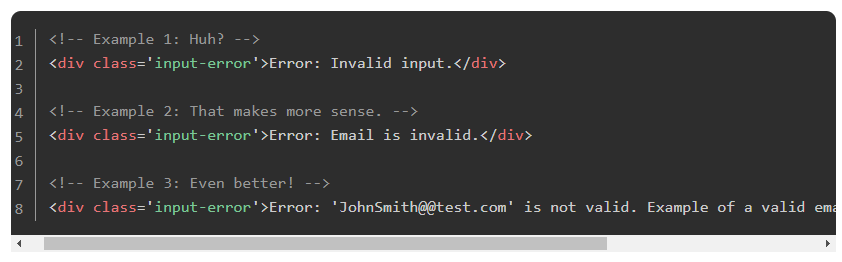 1 <!-- Example 1: Huh? -->
2 <div class='input-error'>Error: Invalid input.</div>
3
4 <!-- Example 2: That makes more sense. -->
5 <div class='input-error'>Error: Email is invalid.</div>
6
7 <!-- Example 3: Even better! -->
8 <div class='input-error'>Error: 'JohnSmith@@test.com' is not valid. Example of a valid ema